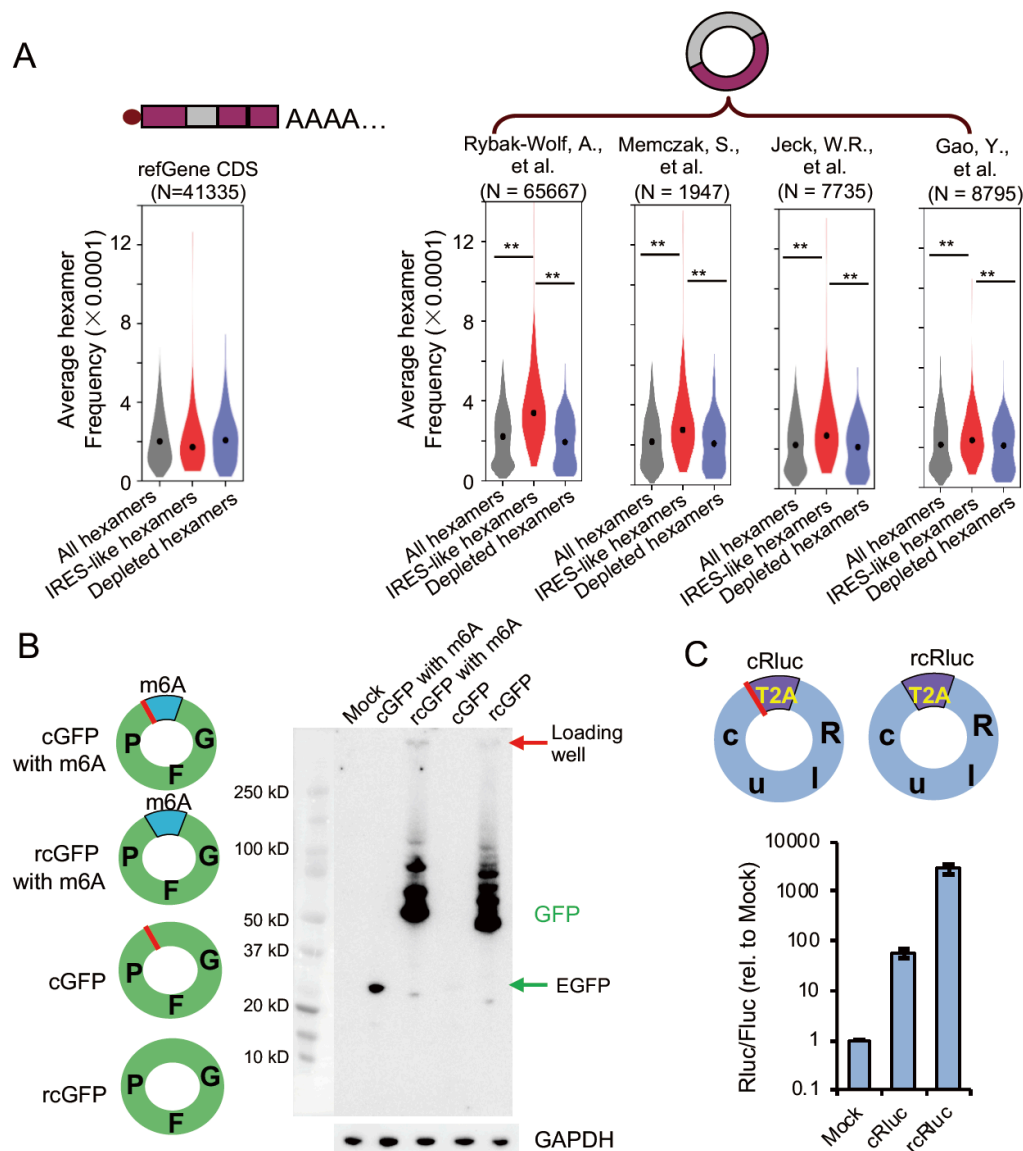 A
AAAA...
refGene CDS
(N=41335)
Rybak-Wolf, A.,
et al.
(N = 65667)
Memczak, S.,
et al.
(N = 1947)
Jeck, W.R.,
et al.
(N = 7735)
Gao, Y.,
et al.
(N = 8795)
Average hexamer
Frequency (×0.0001)
12
8
4
0
All hexamers
IRES-like hexamers
Depleted hexamers
Average hexamer
Frequency (×0.0001)
12
8
4
0
** **
** **
** **
** **
All hexamers
IRES-like hexamers
Depleted hexamers
All hexamers
IRES-like hexamers
Depleted hexamers
All hexamers
IRES-like hexamers
Depleted hexamers
All hexamers
IRES-like hexamers
Depleted hexamers
B
m6A
P G
F
cGFP
with m6A
m6A
P G
F
rcGFP
with m6A
P G
F
cGFP
P G
F
rcGFP
Mock
cGFP with m6A
rcGFP with m6A
cGFP
rcGFP
250 kD
100 kD
50 kD
37 kD
20 kD
10 kD
Loading
well
GFP
EGFP
GAPDH
C
cRluc
T2A
c R
u l
rcRluc
T2A
c R
u l
Rluc/Fluc (rel. to Mock)
10000
1000
100
10
1
0.1
Mock
cRluc
rcRluc